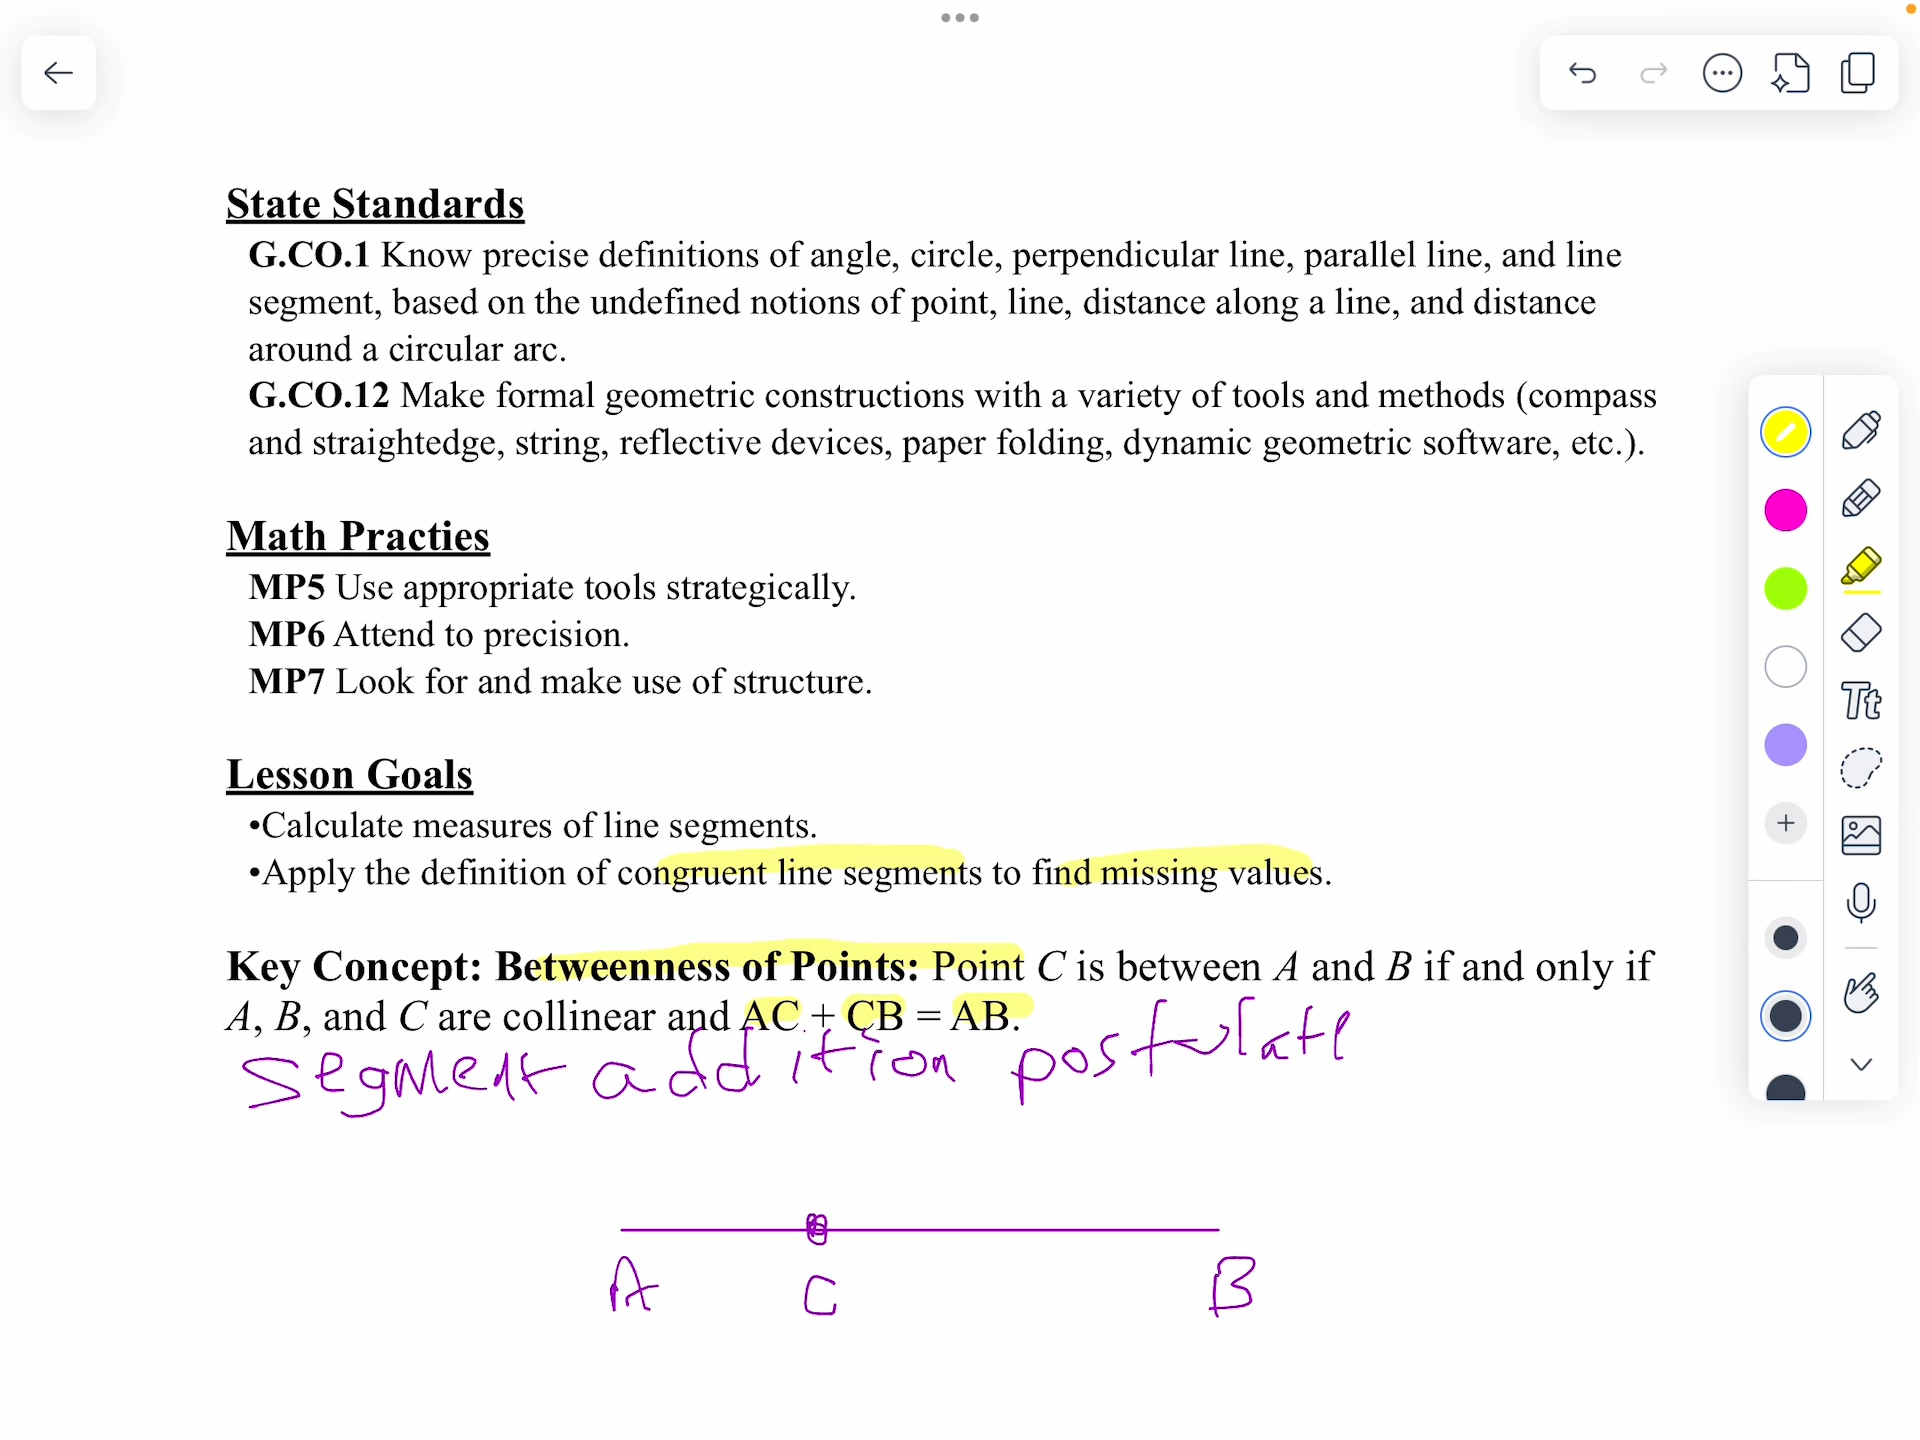 State Standards
G.CO.1 Know precise definitions of angle, circle, perpendicular line, parallel line, and line
segment, based on the undefined notions of point, line, distance along a line, and distance
around a circular arc.
G.CO.12 Make formal geometric constructions with a variety of tools and methods (compass
and straightedge, string, reflective devices, paper folding, dynamic geometric software, etc.).
Math Practies
MP5 Use appropriate tools strategically.
MP6 Attend to precision.
MP7 Look for and make use of structure.
Lesson Goals
•Calculate measures of line segments.
•Apply the definition of congruent line segments to find missing values.
Key Concept: Betweenness of Points: Point C is between A and B if and only if
A, B, and C are collinear and AC + CB = AB.
Segment addition postulate
A C B
Tt